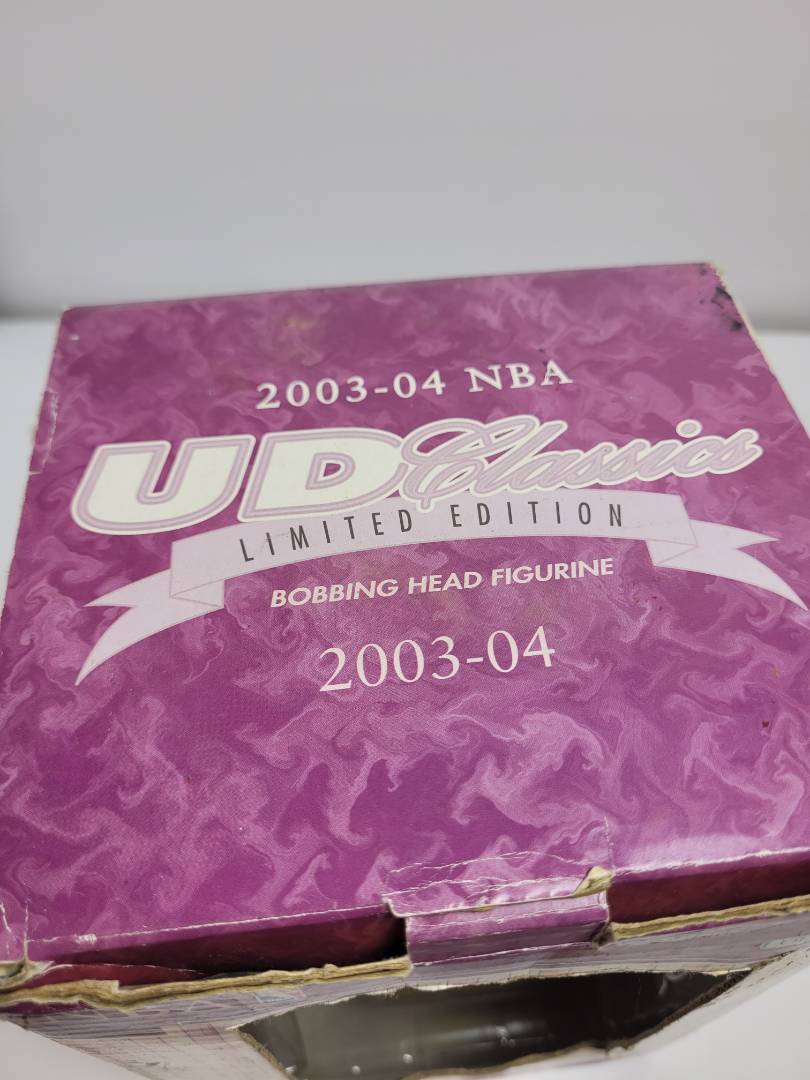 2003-04 NBA
UD Classics
LIMITED EDITION
BOBBING HEAD FIGURINE
2003-04